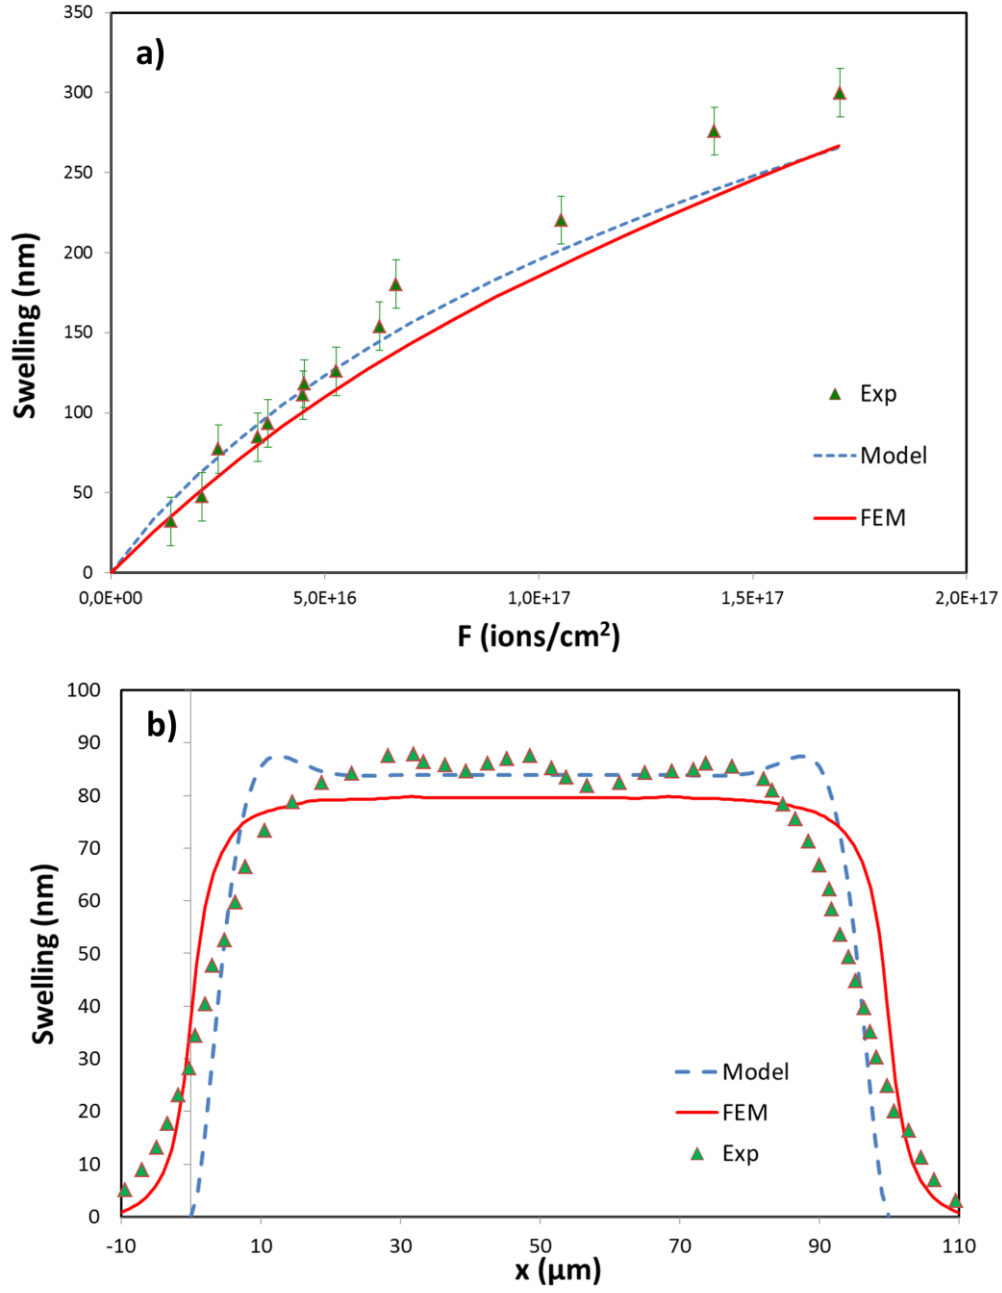 a)
350
300
250
200
150
100
50
0
Swelling (nm)
Exp
Model
FEM
0,0E+00 5,0E+16 1,0E+17 1,5E+17 2,0E+17
F (ions/cm²)
b)
100
90
80
70
60
50
40
30
20
10
0
Swelling (nm)
Model
FEM
Exp
-10 10 30 50 70 90 110
x (µm)